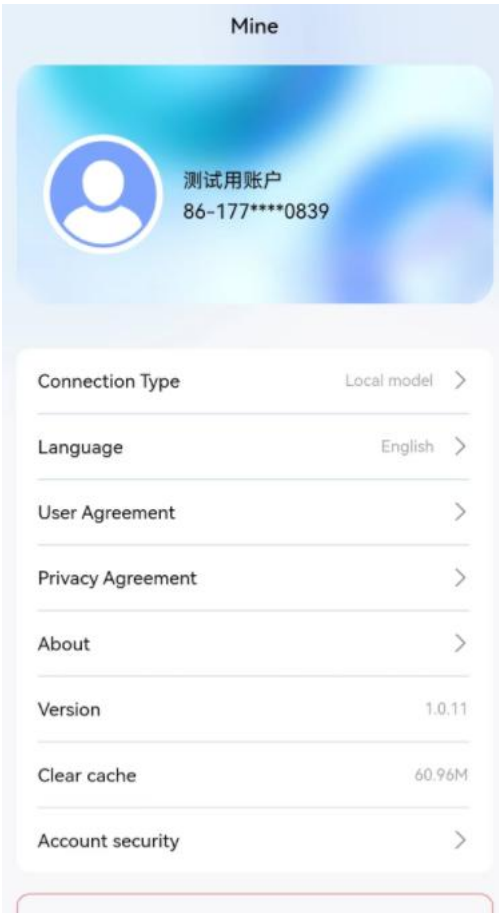 Mine
测试用账户
86-177****0839
Connection Type Local model
Language English
User Agreement
Privacy Agreement
About
Version 1.0.11
Clear cache 60.96M
Account security